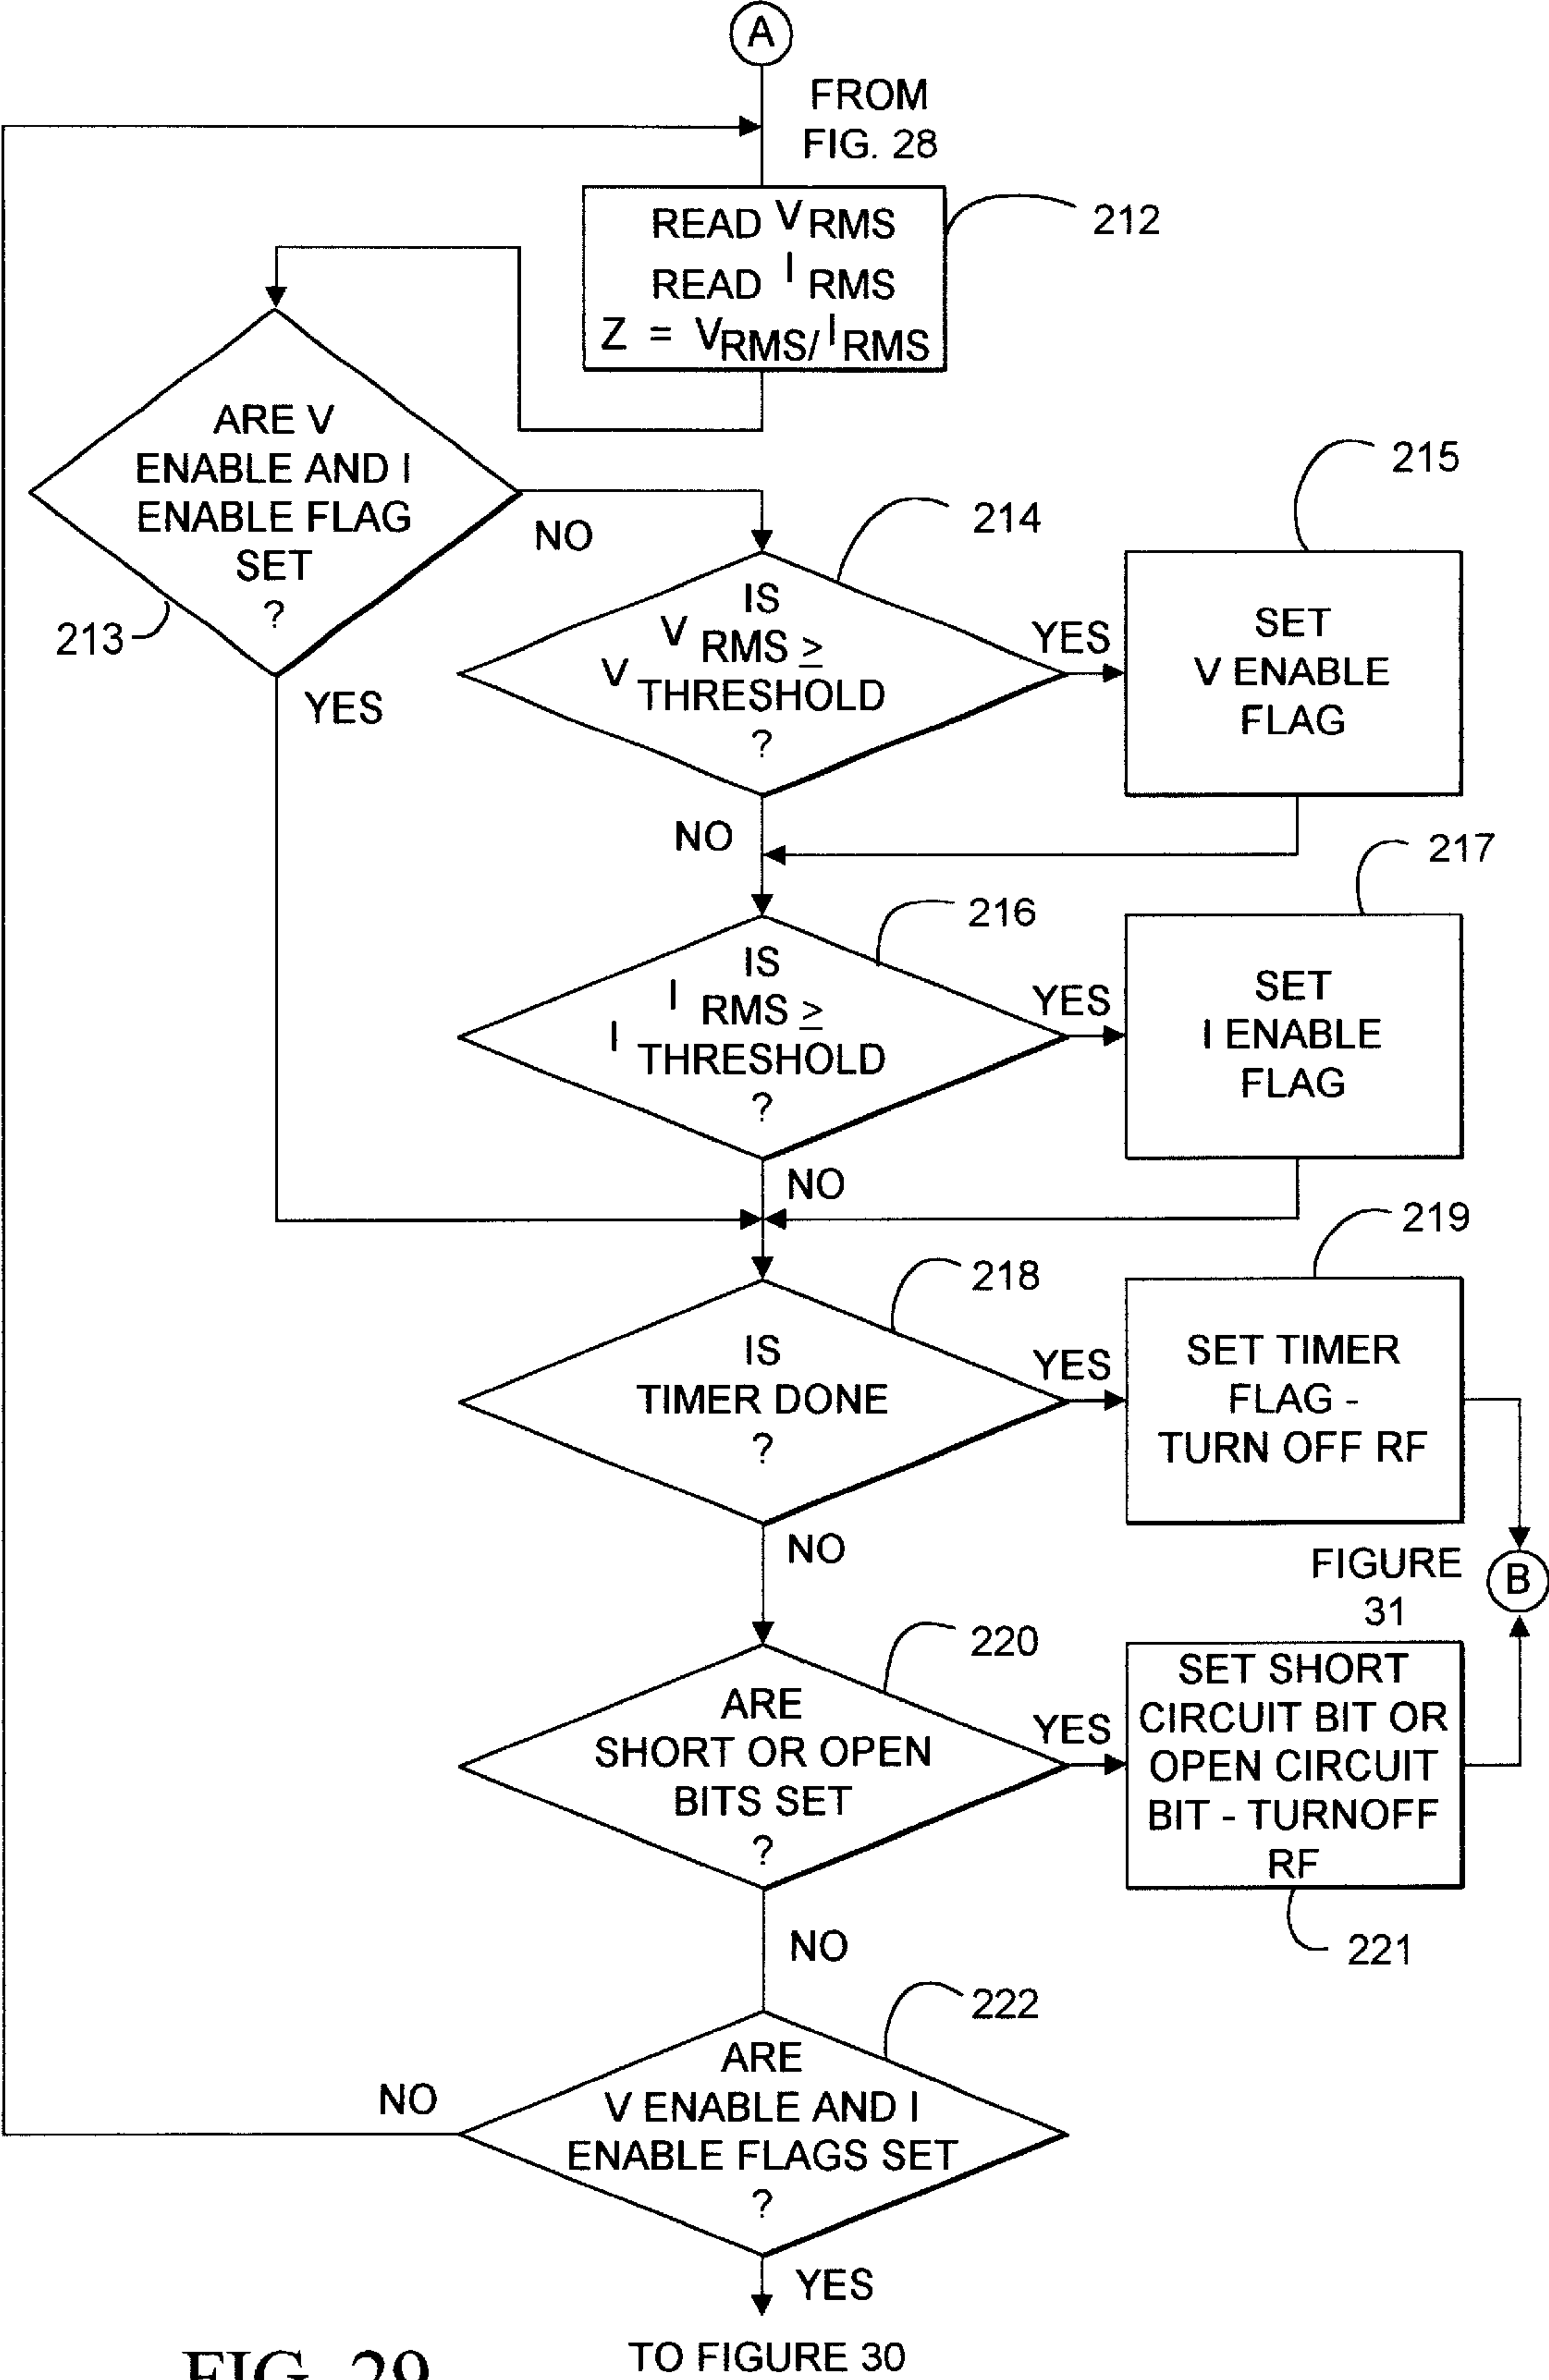 A
FROM
FIG. 28
READ VRMS
READ IRMS
Z = VRMS/IRMS
212
ARE V
ENABLE AND I
ENABLE FLAG
SET
?
213
NO
YES
214
IS
V RMS ≥
V THRESHOLD
?
YES
NO
215
SET
V ENABLE
FLAG
216
IS
I RMS ≥
I THRESHOLD
?
YES
NO
217
SET
I ENABLE
FLAG
218
IS
TIMER DONE
?
YES
NO
219
SET TIMER
FLAG -
TURN OFF RF
FIGURE
31
B
220
ARE
SHORT OR OPEN
BITS SET
?
YES
NO
SET SHORT
CIRCUIT BIT OR
OPEN CIRCUIT
BIT - TURNOFF
RF
221
222
ARE
V ENABLE AND I
ENABLE FLAGS SET
?
NO
YES
TO FIGURE 30
FIG. 29